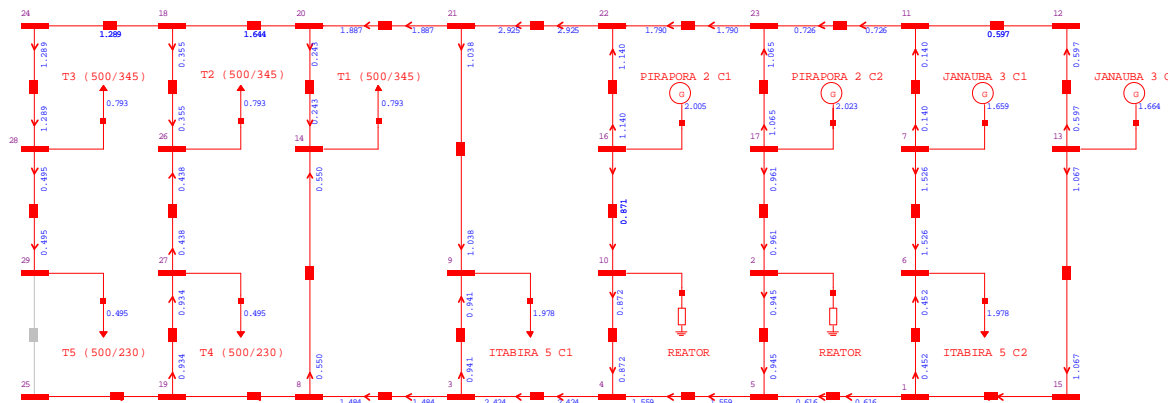 24 18 20 21 22 23 11 12
1.289 1.644 1.887 1.887 2.925 2.925 1.790 1.790 0.726 0.726 0.597
1.289 0.355 0.243 1.038 1.140 1.065 0.140 0.597
T3 (500/345) T2 (500/345) T1 (500/345) PIRAPORA 2 C1 PIRAPORA 2 C2 JANAUBA 3 C1 JANAUBA 3 C
G G G G
0.793 0.793 0.793 2.005 2.023 1.659 1.664
1.289 0.355 0.243 1.140 1.065 0.140 0.597
28 26 14 16 17 7 13
0.495 0.438 0.550 0.961 1.526 1.067
0.871
0.495 0.438 1.038 0.961 1.526
29 27 9 10 2 6
0.934 0.941 0.872 0.945 0.452
0.495 0.495 1.978 1.978
T5 (500/230) T4 (500/230) ITABIRA 5 C1 REATOR REATOR ITABIRA 5 C2
0.934 0.550 0.941 0.872 0.945 0.452 1.067
25 19 8 3 4 5 1 15
1.484 1.484 2.424 2.424 1.559 1.559 0.616 0.616